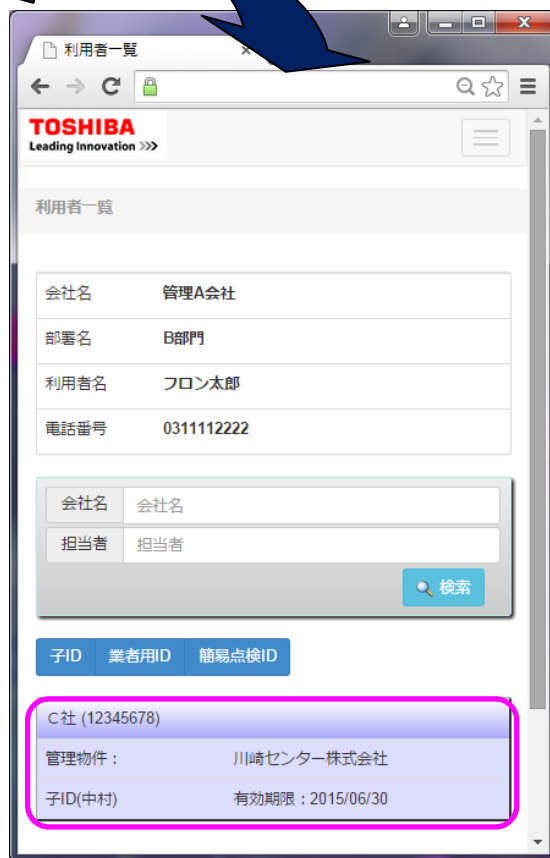 利用者一覧
TOSHIBA
Leading Innovation >>>
利用者一覧
会社名 管理A会社
部署名 B部門
利用者名 フロン太郎
電話番号 0311112222
会社名 会社名
担当者 担当者
検索
子ID 業者用ID 簡易点検ID
C社 (12345678)
管理物件： 川崎センター株式会社
子ID(中村) 有効期限：2015/06/30